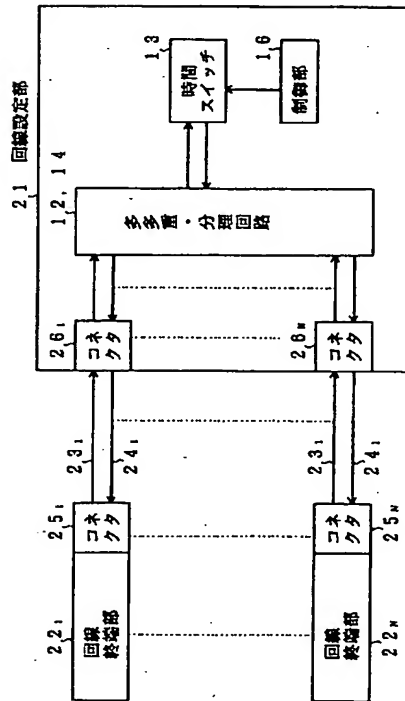 21 回線設定部
13
時間
スイッチ
16
制御部
12, 14
多多重・分理回路
26₁
コネクタ
26ₙ
コネクタ
23₁
24₁
23₁
24₁
25₁
コネクタ
25ₙ
コネクタ
22₁
回線
終端部
22ₙ
回線
終端部